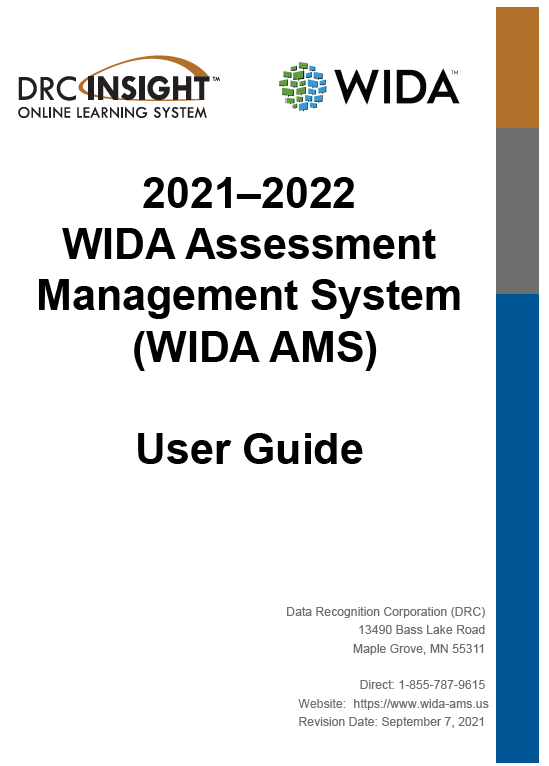 DRC INSIGHT™
ONLINE LEARNING SYSTEM
WIDA™
2021–2022
WIDA Assessment
Management System
(WIDA AMS)
User Guide
Data Recognition Corporation (DRC)
13490 Bass Lake Road
Maple Grove, MN 55311
Direct: 1-855-787-9615
Website:  https://www.wida-ams.us
Revision Date: September 7, 2021